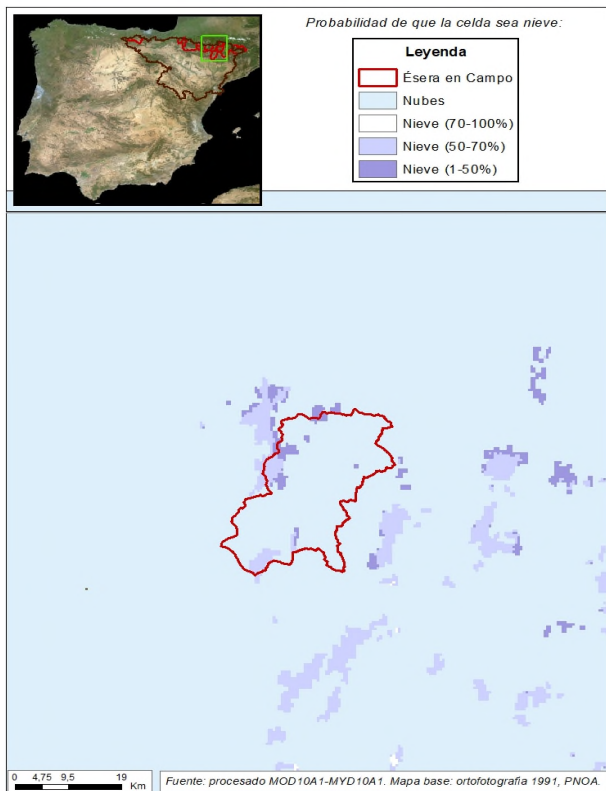 Probabilidad de que la celda sea nieve:
Leyenda
Ésera en Campo
Nubes
Nieve (70-100%)
Nieve (50-70%)
Nieve (1-50%)
0 4,75 9,5 19
Km
Fuente: procesado MOD10A1-MYD10A1. Mapa base: ortofotografia 1991, PNOA.